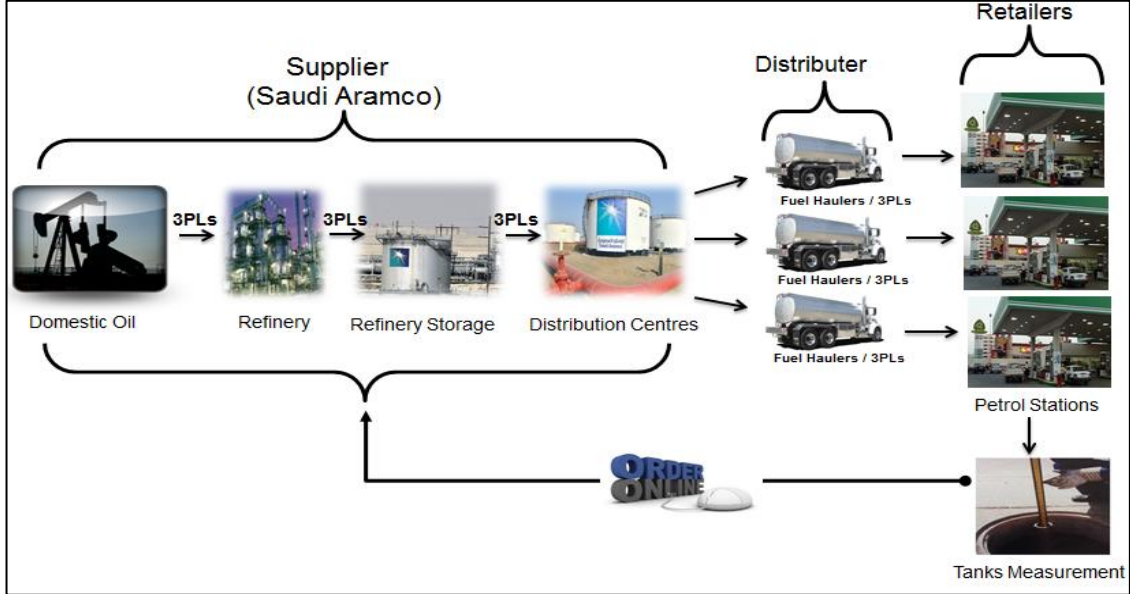 Retailers
Supplier
(Saudi Aramco)
Distributer
3PLs
3PLs
3PLs
Fuel Haulers / 3PLs
Fuel Haulers / 3PLs
Fuel Haulers / 3PLs
Domestic Oil
Refinery
Refinery Storage
Distribution Centres
Petrol Stations
ORDER
ONLINE
Tanks Measurement